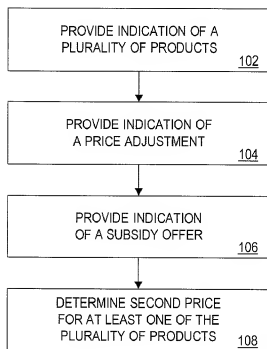 PROVIDE INDICATION OF A
PLURALITY OF PRODUCTS
102
PROVIDE INDICATION OF
A PRICE ADJUSTMENT
104
PROVIDE INDICATION
OF A SUBSIDY OFFER
106
DETERMINE SECOND PRICE
FOR AT LEAST ONE OF THE
PLURALITY OF PRODUCTS
108